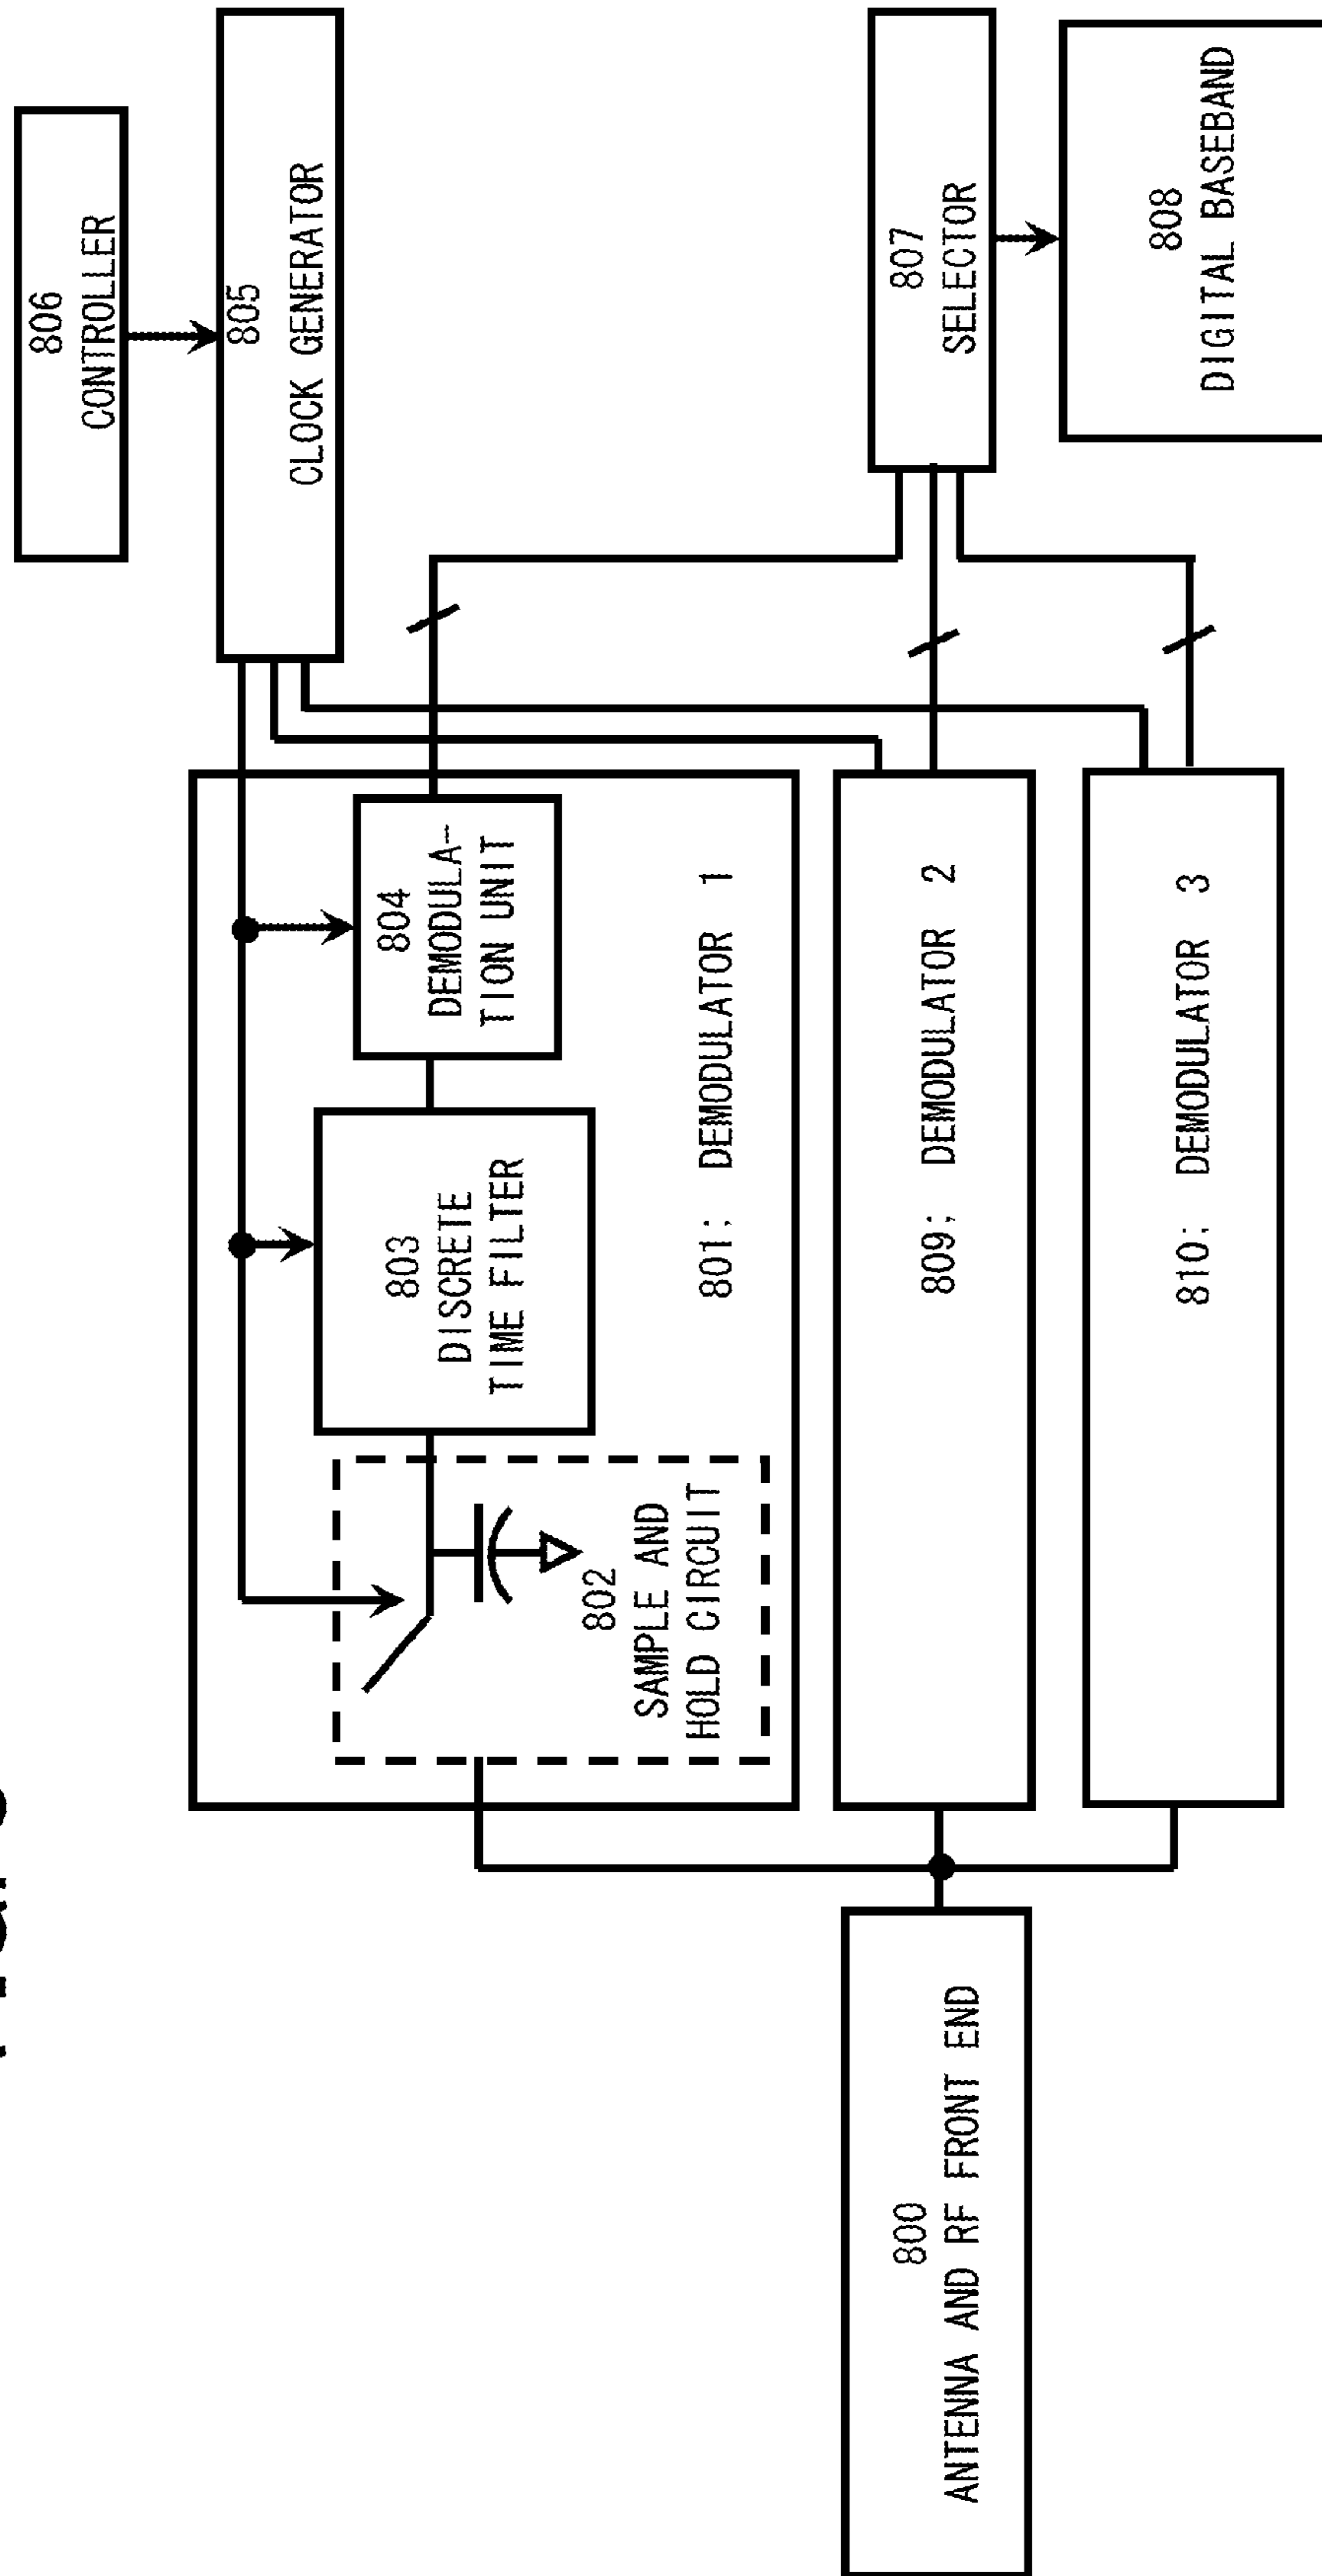 806
CONTROLLER
805
CLOCK GENERATOR
804
DEMODULA-
TION UNIT
803
DISCRETE
TIME FILTER
802
SAMPLE AND
HOLD CIRCUIT
801; DEMODULATOR 1
809; DEMODULATOR 2
810; DEMODULATOR 3
807
SELECTOR
808
DIGITAL BASEBAND
800
ANTENNA AND RF FRONT END